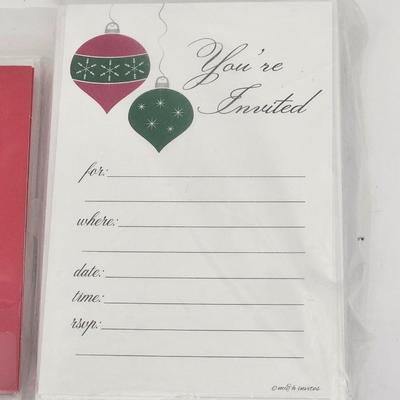 You're
Invited
for:
where:
date:
time:
rsvp: